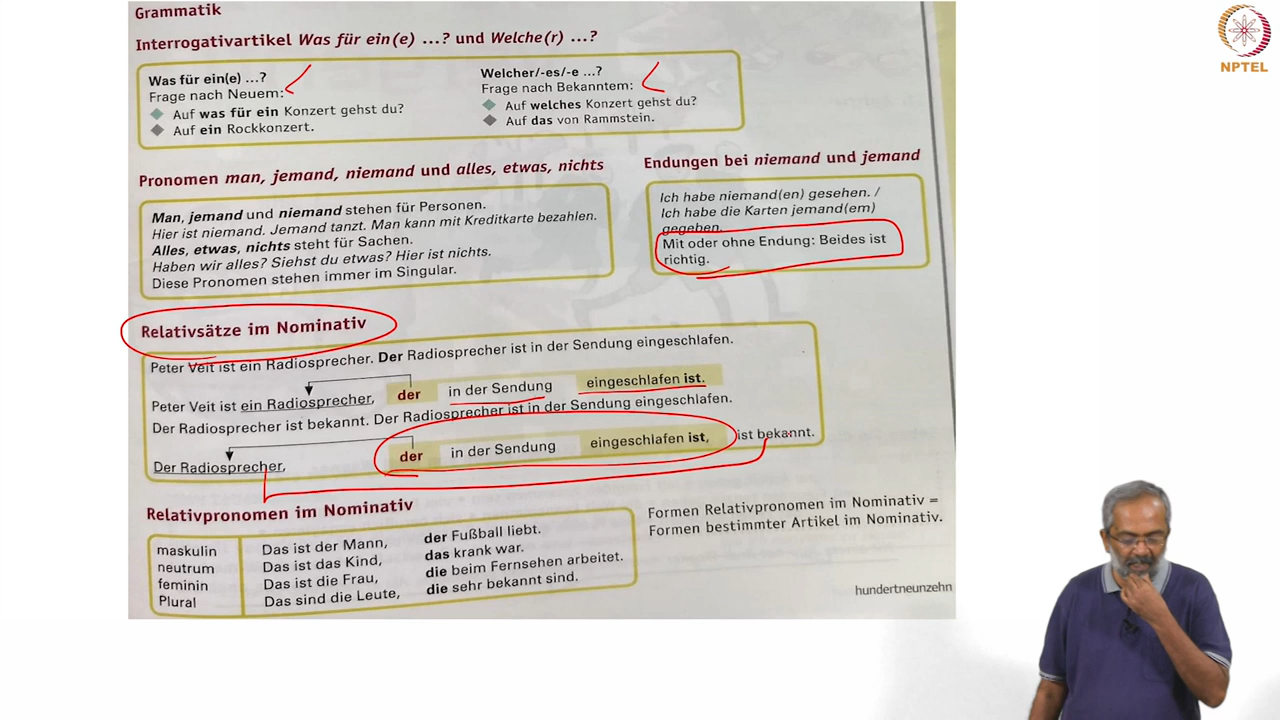 NPTEL
Grammatik
Interrogativartikel Was für ein(e) ...? und Welche(r) ...?
Was für ein(e) ...?
Frage nach Neuem:
Auf was für ein Konzert gehst du?
Auf ein Rockkonzert.
Welcher/-es/-e ...?
Frage nach Bekanntem:
Auf welches Konzert gehst du?
Auf das von Rammstein.
Pronomen man, jemand, niemand und alles, etwas, nichts
Man, jemand und niemand stehen für Personen.
Hier ist niemand. Jemand tanzt. Man kann mit Kreditkarte bezahlen.
Alles, etwas, nichts steht für Sachen.
Haben wir alles? Siehst du etwas? Hier ist nichts.
Diese Pronomen stehen immer im Singular.
Endungen bei niemand und jemand
Ich habe niemand(en) gesehen. /
Ich habe die Karten jemand(em)
gegeben.
Mit oder ohne Endung: Beides ist
richtig.
Relativsätze im Nominativ
Peter Veit ist ein Radiosprecher. Der Radiosprecher ist in der Sendung eingeschlafen.
Peter Veit ist ein Radiosprecher, der in der Sendung eingeschlafen ist.
Der Radiosprecher ist bekannt. Der Radiosprecher ist in der Sendung eingeschlafen.
Der Radiosprecher, der in der Sendung eingeschlafen ist, ist bekannt.
Relativpronomen im Nominativ
maskulin Das ist der Mann, der Fußball liebt.
neutrum Das ist das Kind, das krank war.
feminin Das ist die Frau, die beim Fernsehen arbeitet.
Plural Das sind die Leute, die sehr bekannt sind.
Formen Relativpronomen im Nominativ =
Formen bestimmter Artikel im Nominativ.
hundertneunzehn